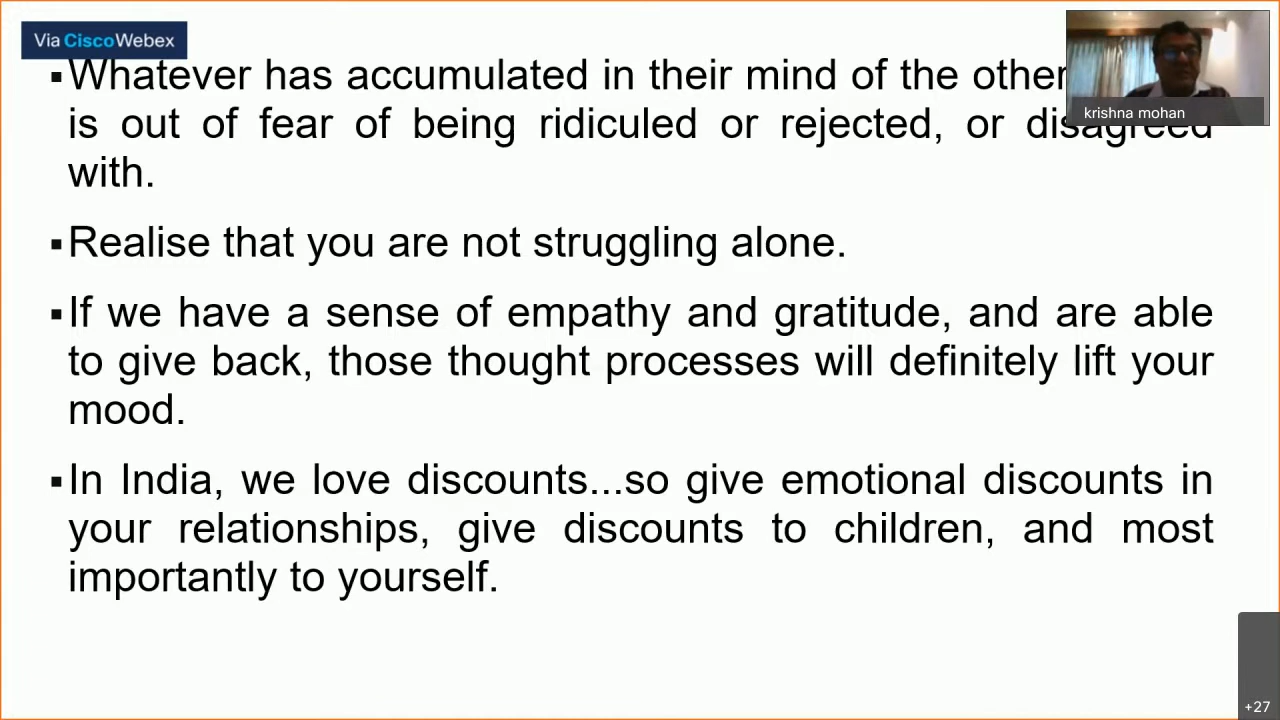 Via Cisco Webex
▪Whatever has accumulated in their mind of the other
is out of fear of being ridiculed or rejected, or disagreed
with.
▪Realise that you are not struggling alone.
▪If we have a sense of empathy and gratitude, and are able
to give back, those thought processes will definitely lift your
mood.
▪In India, we love discounts...so give emotional discounts in
your relationships, give discounts to children, and most
importantly to yourself.
krishna mohan
+27